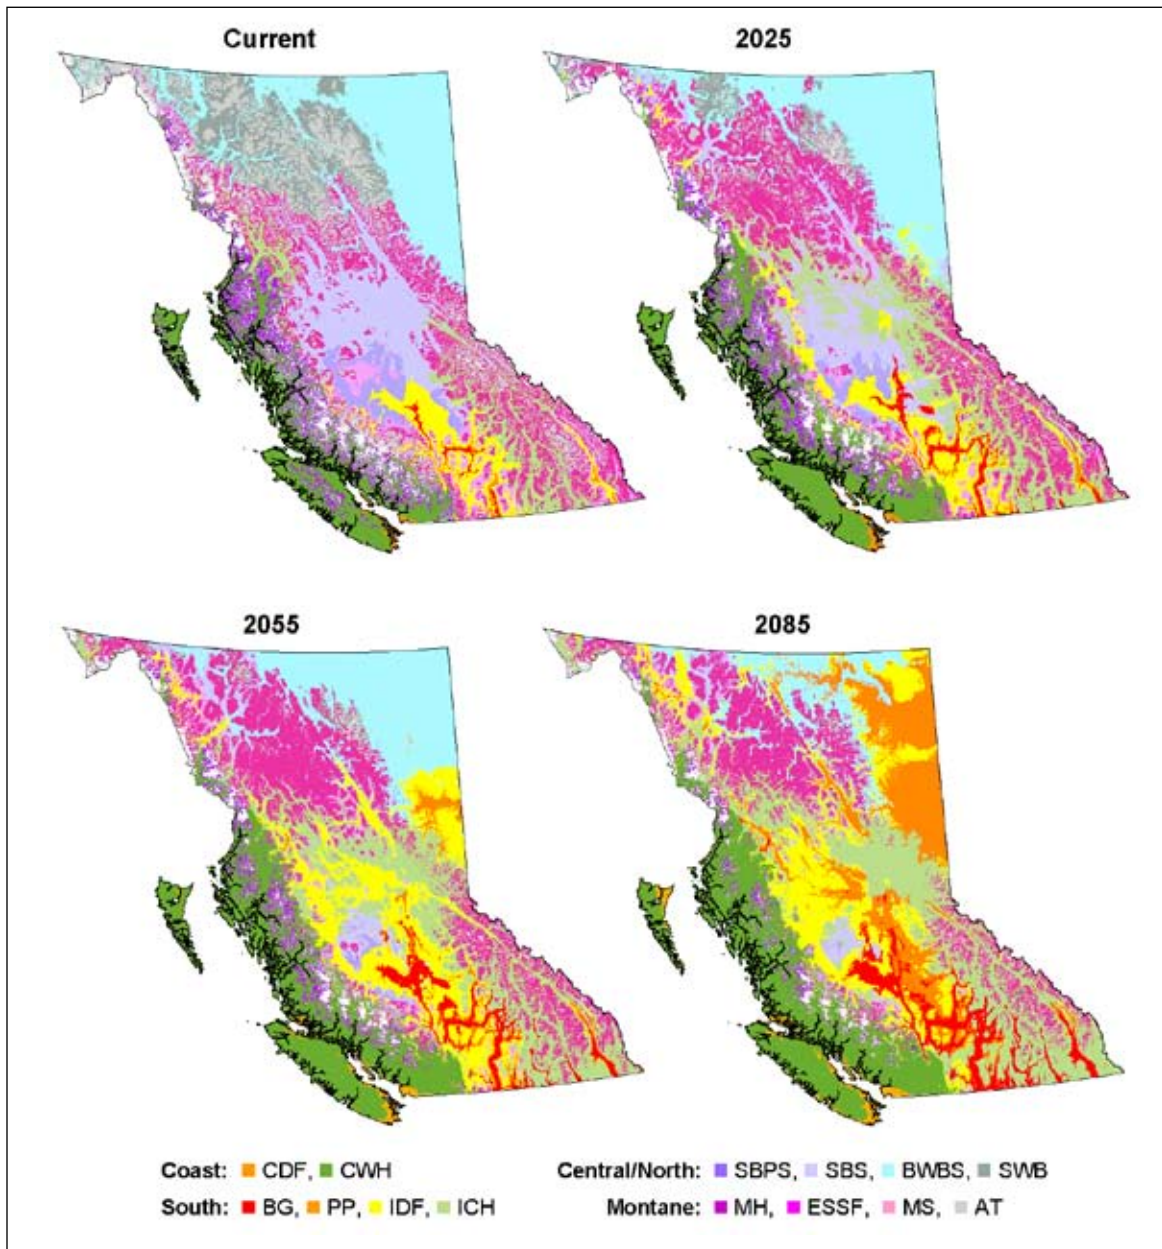 Current
2025
2055
2085
Coast: CDF, CWH
Central/North: SBPS, SBS, BWBS, SWB
South: BG, PP, IDF, ICH
Montane: MH, ESSF, MS, AT